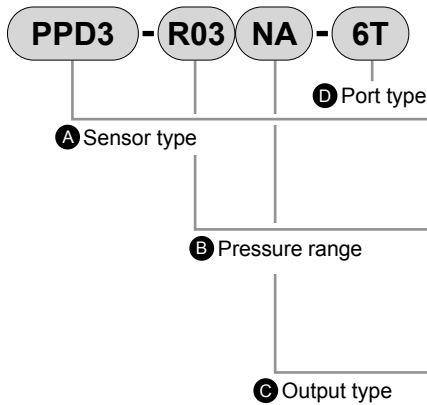 PPD3 - R03 NA - 6T
D Port type
A Sensor type
B Pressure range
C Output type